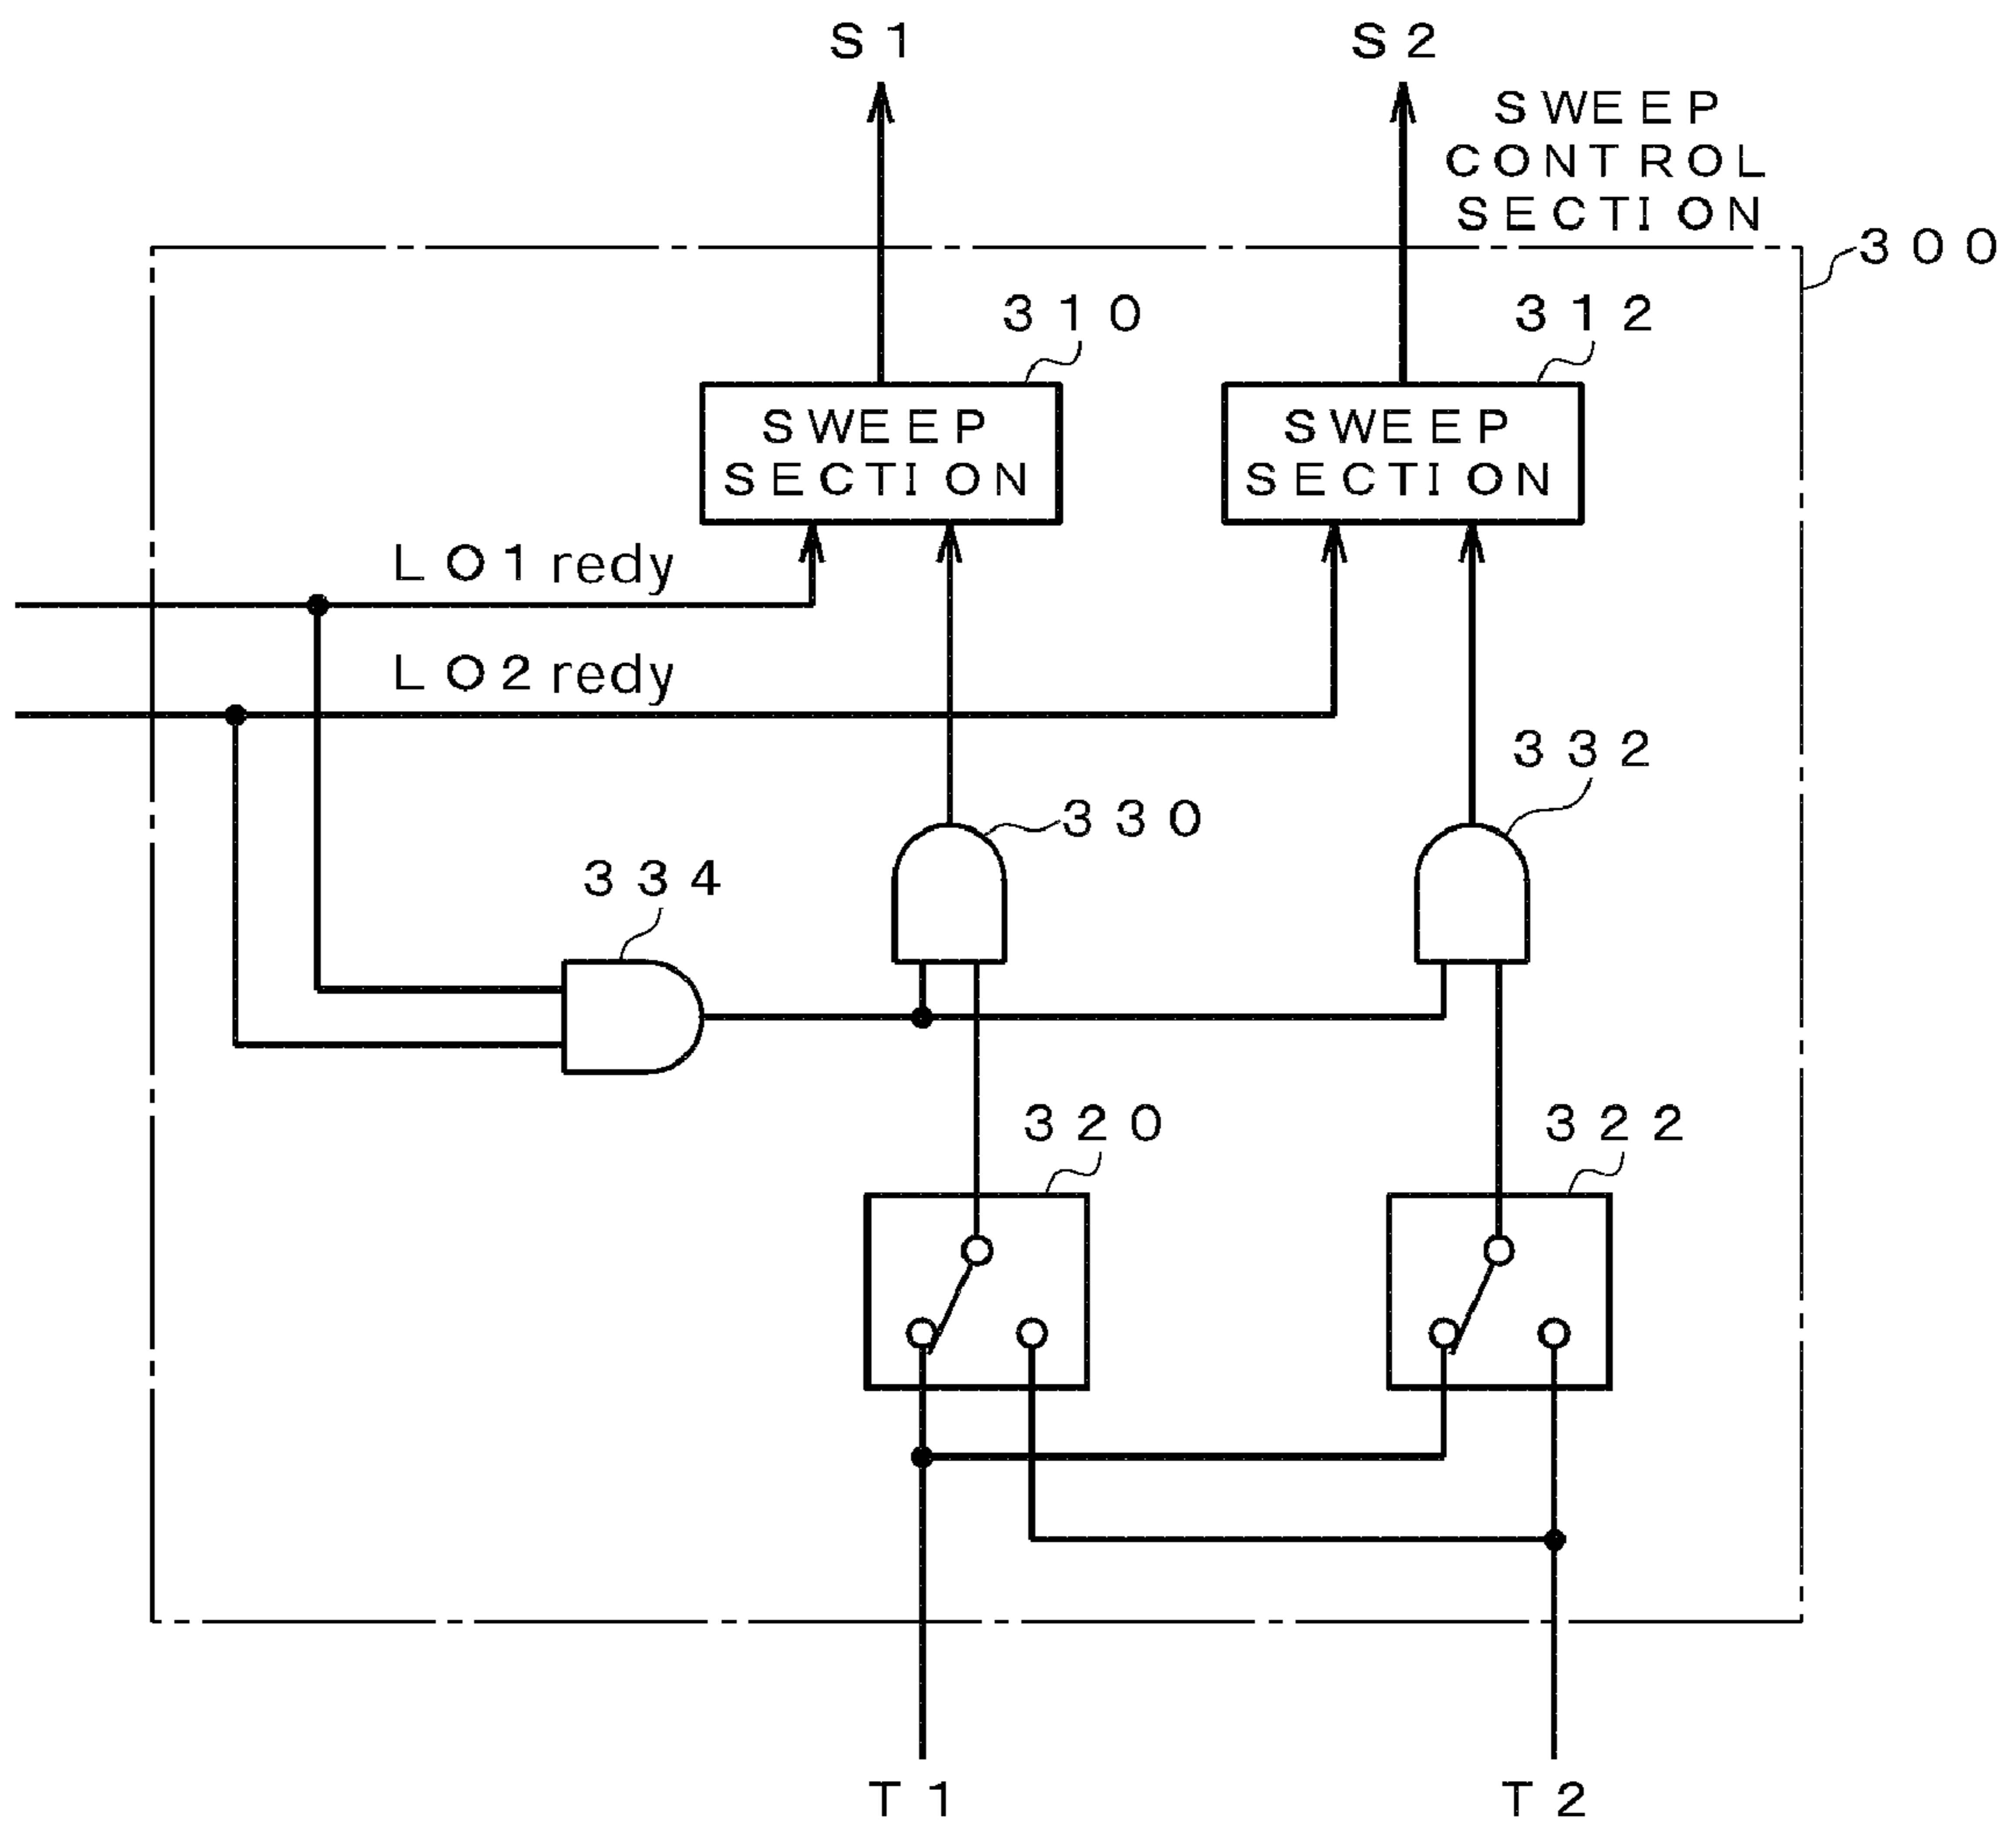 S1
S2
SWEEP
CONTROL
SECTION
300
310
312
SWEEP
SECTION
SWEEP
SECTION
LO1 redy
LO2 redy
332
330
334
320
322
T1
T2